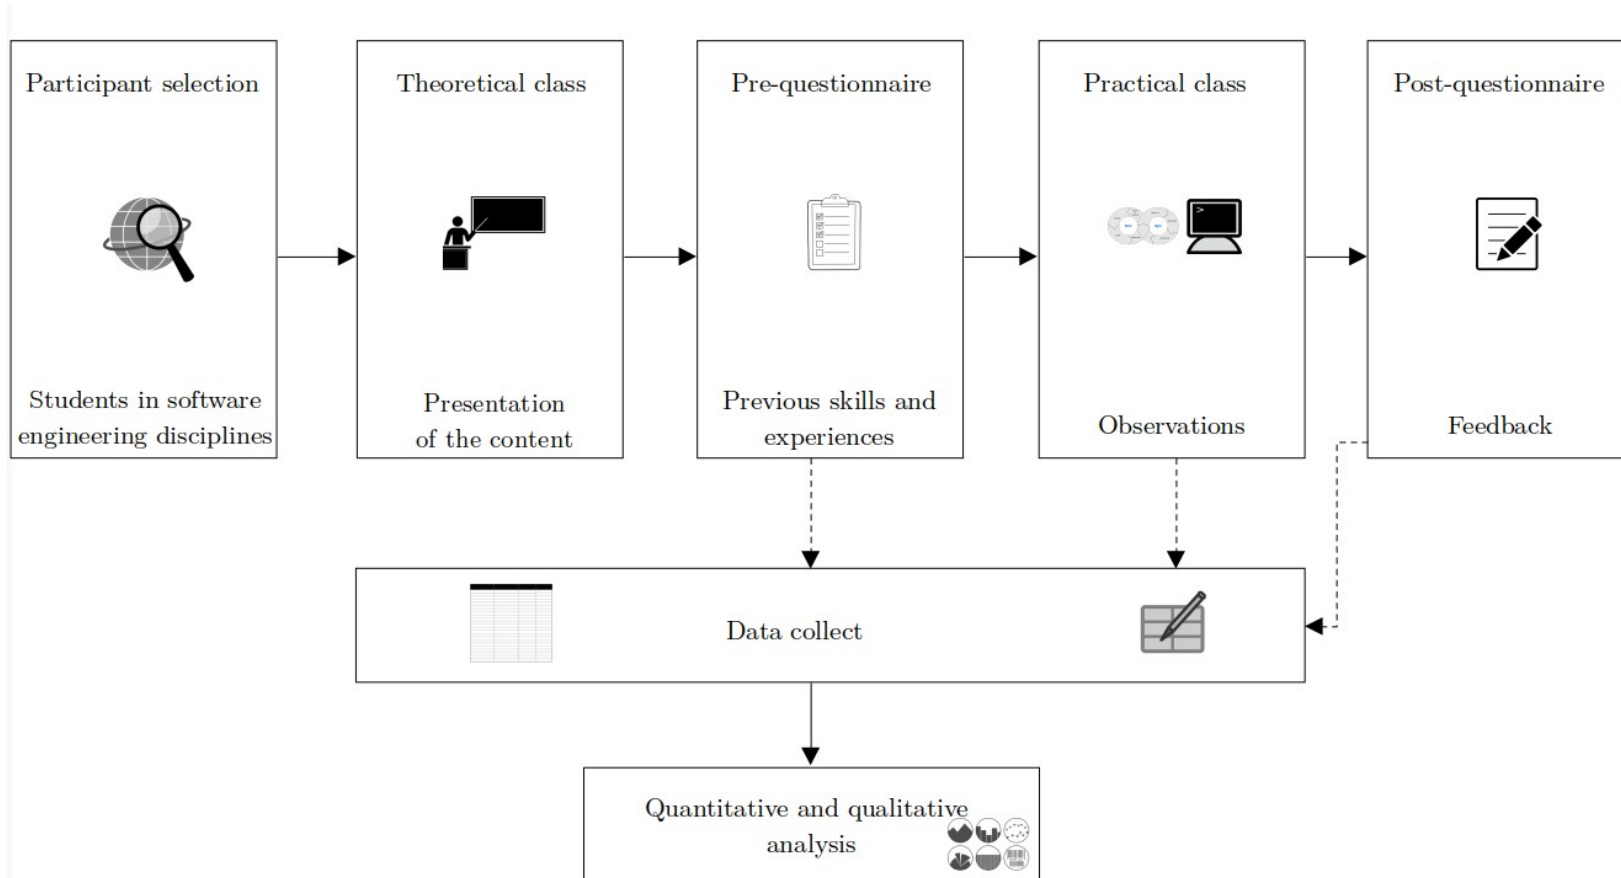 Participant selection
Students in software
engineering disciplines
Theoretical class
Presentation
of the content
Pre-questionnaire
Previous skills and
experiences
Practical class
>
Observations
Post-questionnaire
Feedback
Data collect
Quantitative and qualitative
analysis